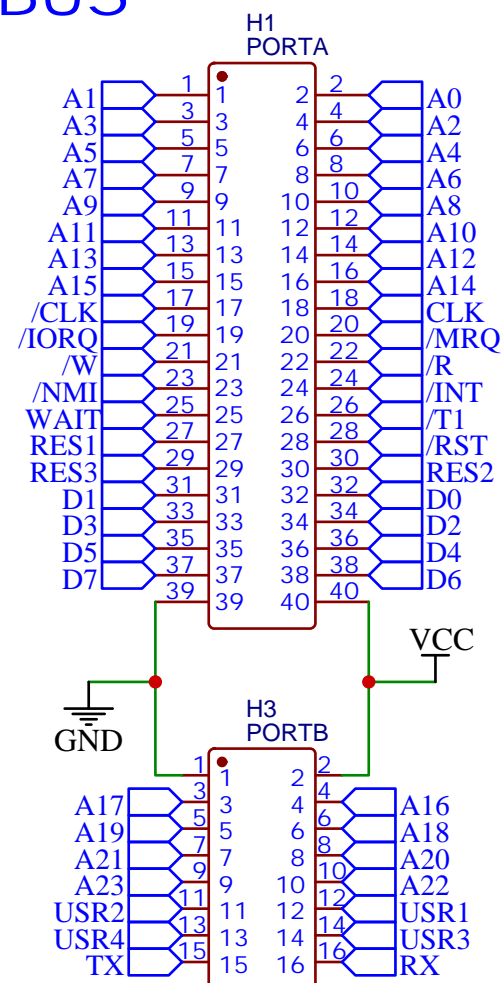 BUS
H1
PORTA
A1 1 1 2 2 A0
A3 3 3 4 4 A2
A5 5 5 6 6 A4
A7 7 7 8 8 A6
A9 9 9 10 10 A8
A11 11 11 12 12 A10
A13 13 13 14 14 A12
A15 15 15 16 16 A14
/CLK 17 17 18 18 CLK
/IORQ 19 19 20 20 /MRQ
/W 21 21 22 22 /R
/NMI 23 23 24 24 /INT
WAIT 25 25 26 26 /T1
RES1 27 27 28 28 /RST
RES3 29 29 30 30 RES2
D1 31 31 32 32 D0
D3 33 33 34 34 D2
D5 35 35 36 36 D4
D7 37 37 38 38 D6
39 39 40 40
VCC
GND
H3
PORTB
1 1 2 2
A17 3 3 4 4 A16
A19 5 5 6 6 A18
A21 7 7 8 8 A20
A23 9 9 10 10 A22
USR2 11 11 12 12 USR1
USR4 13 13 14 14 USR3
TX 15 15 16 16 RX